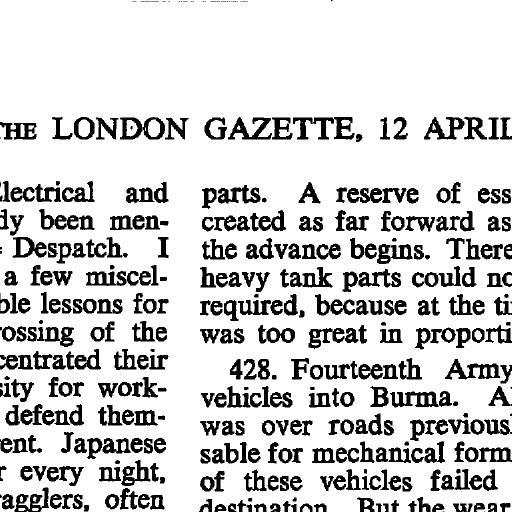 THE LONDON GAZETTE, 12 APRIL
Electrical and
dy been men-
Despatch. I
a few miscel-
ble lessons for
rossing of the
centrated their
sity for work-
defend them-
ent. Japanese
r every night,
ragglers, often
parts. A reserve of ess
created as far forward as
the advance begins. There
heavy tank parts could no
required, because at the ti
was too great in proporti
428. Fourteenth Army
vehicles into Burma. Al
was over roads previousl
sable for mechanical form
of these vehicles failed
destination. But the wear